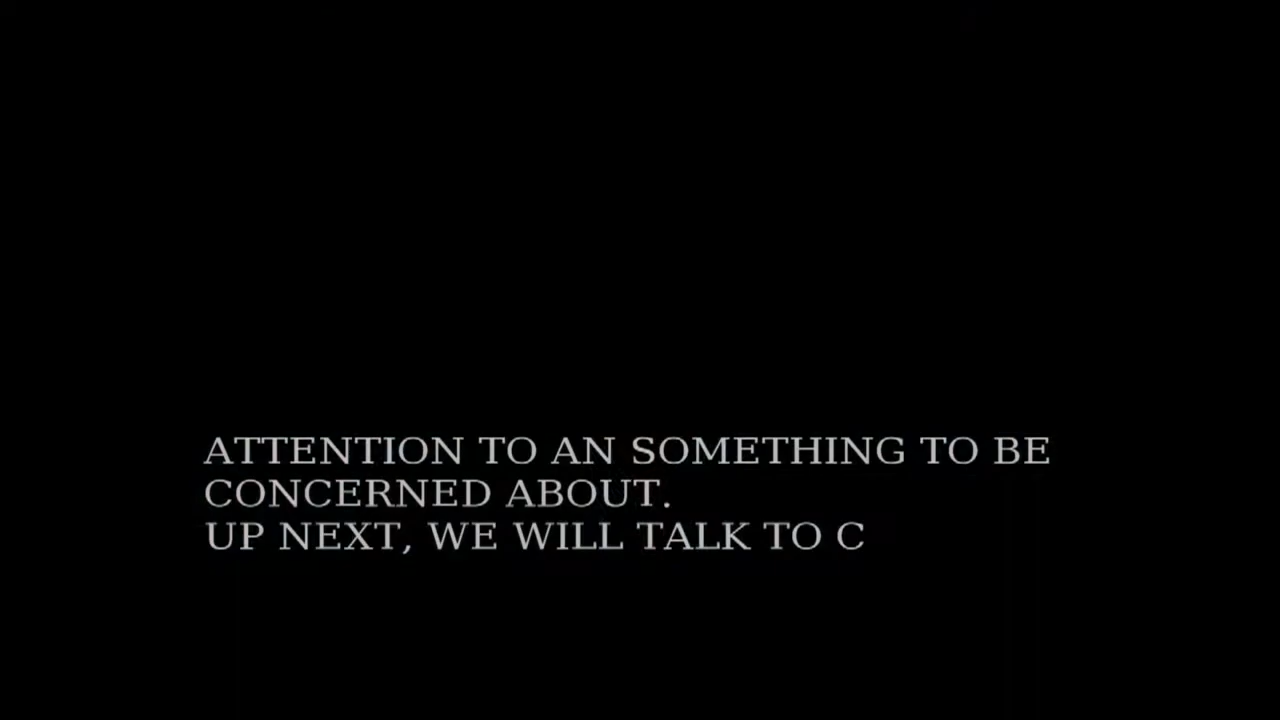 ATTENTION TO AN SOMETHING TO BE
CONCERNED ABOUT.
UP NEXT, WE WILL TALK TO C